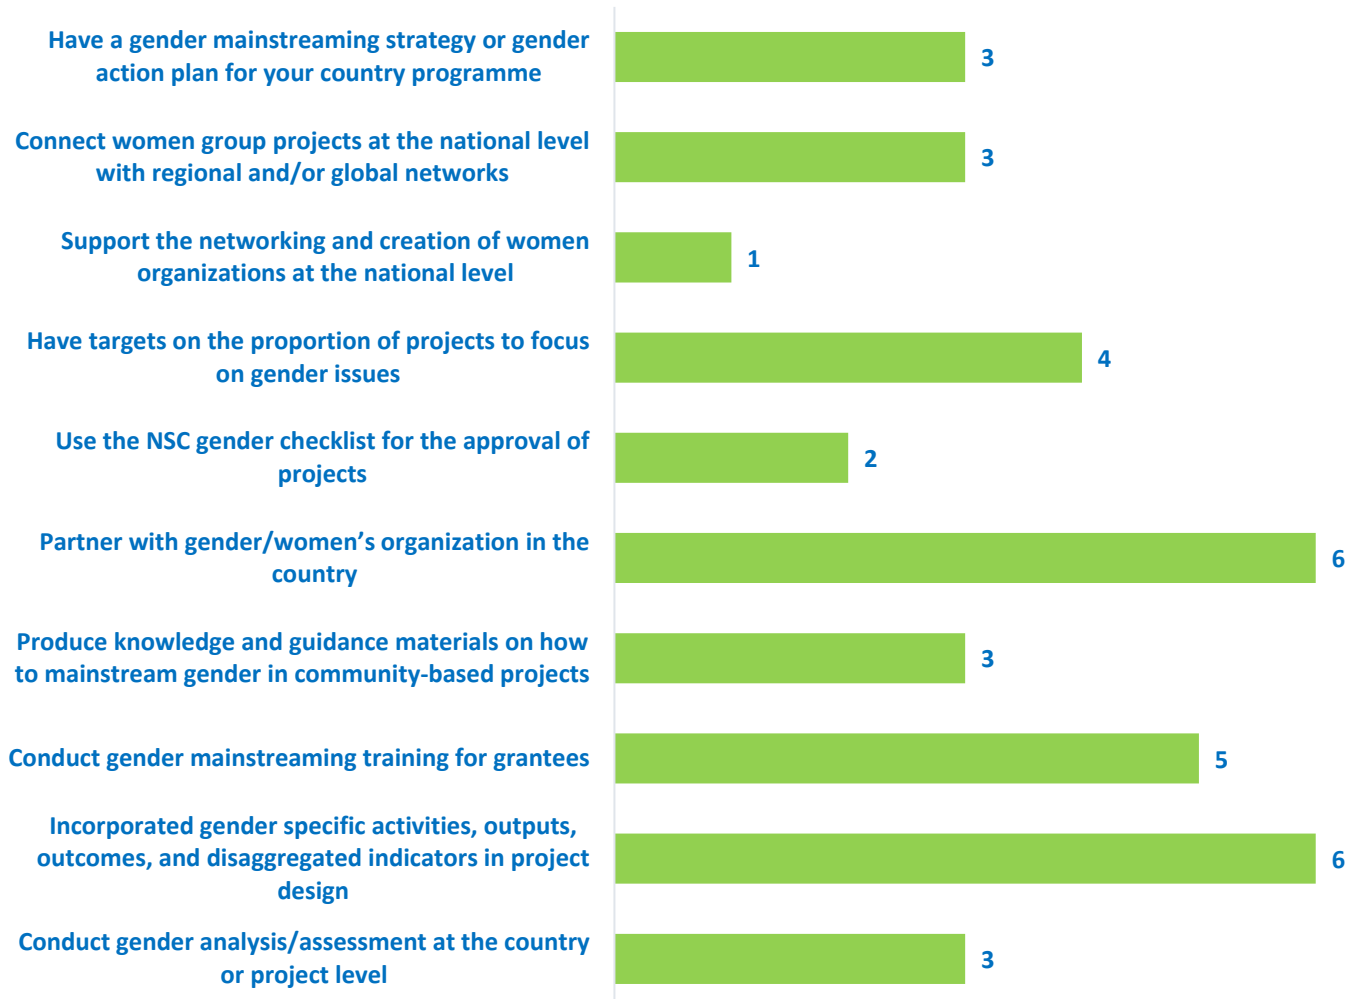 Have a gender mainstreaming strategy or gender
action plan for your country programme
3
Connect women group projects at the national level
with regional and/or global networks
3
Support the networking and creation of women
organizations at the national level
1
Have targets on the proportion of projects to focus
on gender issues
4
Use the NSC gender checklist for the approval of
projects
2
Partner with gender/women’s organization in the
country
6
Produce knowledge and guidance materials on how
to mainstream gender in community-based projects
3
Conduct gender mainstreaming training for grantees
5
Incorporated gender specific activities, outputs,
outcomes, and disaggregated indicators in project
design
6
Conduct gender analysis/assessment at the country
or project level
3